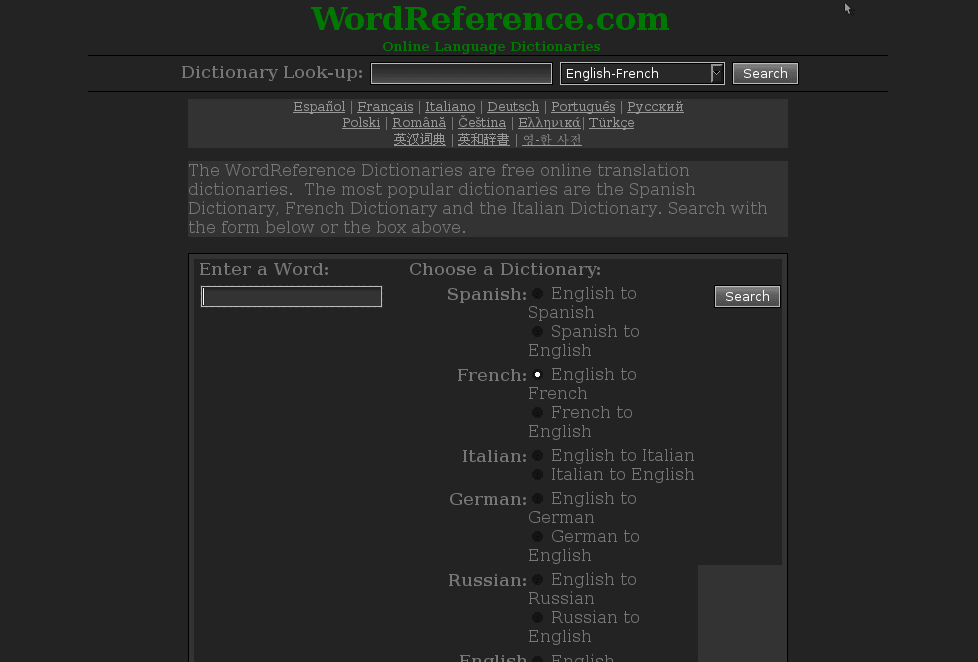 WordReference.com
Online Language Dictionaries
Dictionary Look-up: English-French Search
Español | Français | Italiano | Deutsch | Português | Русский
Polski | Română | Čeština | Ελληνικά| Türkçe
英汉词典 | 英和辞書 | 영-한 사전
The WordReference Dictionaries are free online translation
dictionaries. The most popular dictionaries are the Spanish
Dictionary, French Dictionary and the Italian Dictionary. Search with
the form below or the box above.
Enter a Word: Choose a Dictionary:
Spanish: English to Search
Spanish
Spanish to
English
French: English to
French
French to
English
Italian: English to Italian
Italian to English
German: English to
German
German to
English
Russian: English to
Russian
Russian to
English
English English